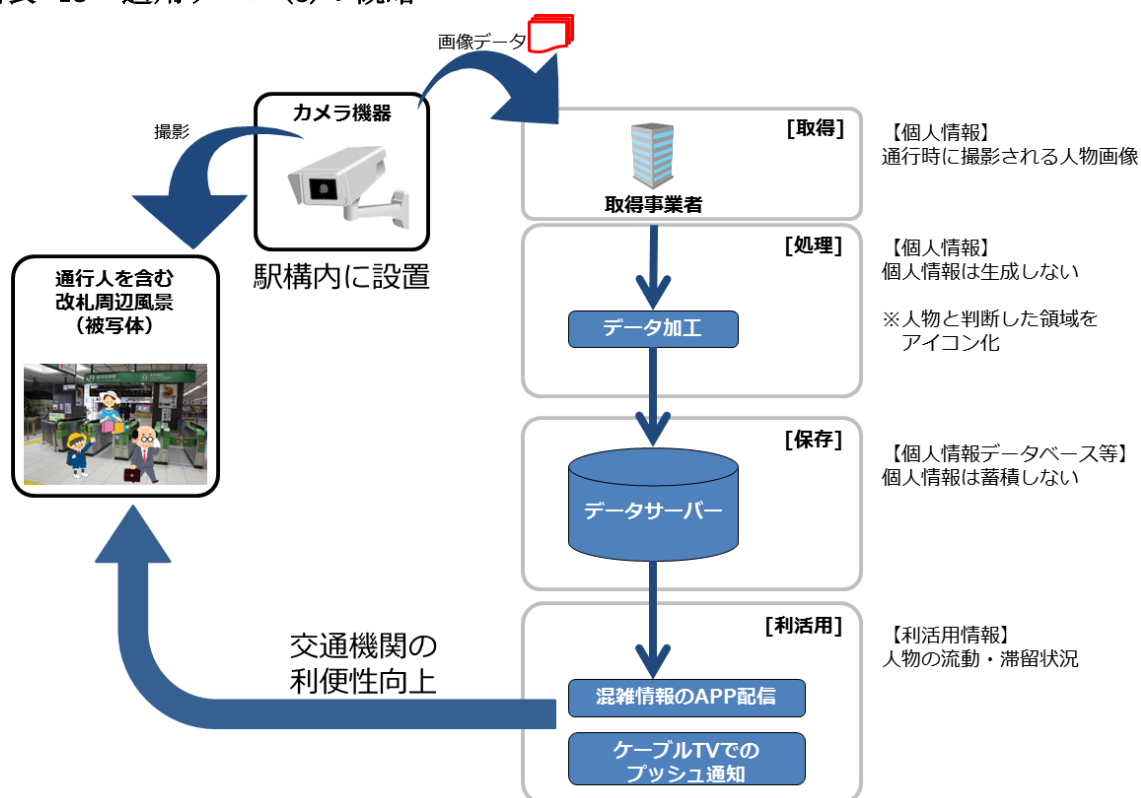 画像データ
カメラ機器
撮影
駅構内に設置
通行人を含む
改札周辺風景
（被写体）
[取得]
取得事業者
【個人情報】
通行時に撮影される人物画像
[処理]
データ加工
【個人情報】
個人情報は生成しない
※人物と判断した領域を
アイコン化
[保存]
データサーバー
【個人情報データベース等】
個人情報は蓄積しない
[利活用]
混雑情報のAPP配信
ケーブルTVでの
プッシュ通知
【利活用情報】
人物の流動・滞留状況
交通機関の
利便性向上